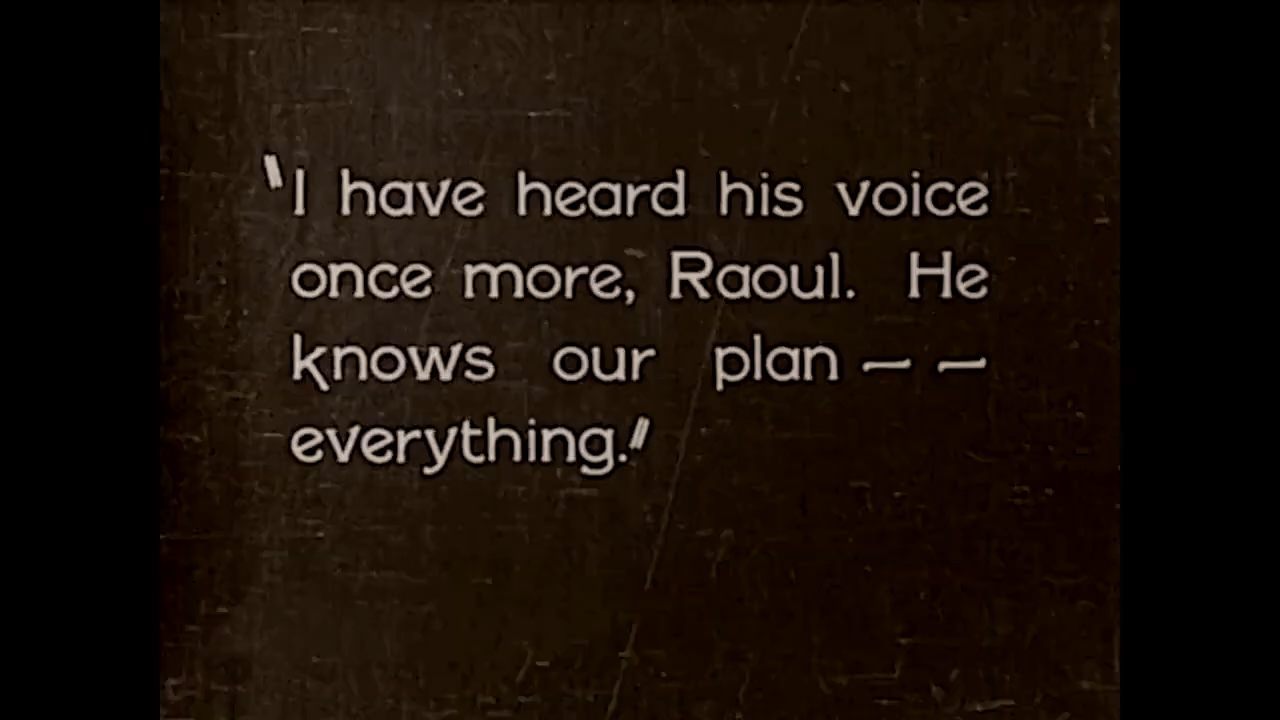 "I have heard his voice
once more, Raoul. He
knows our plan — —
everything."